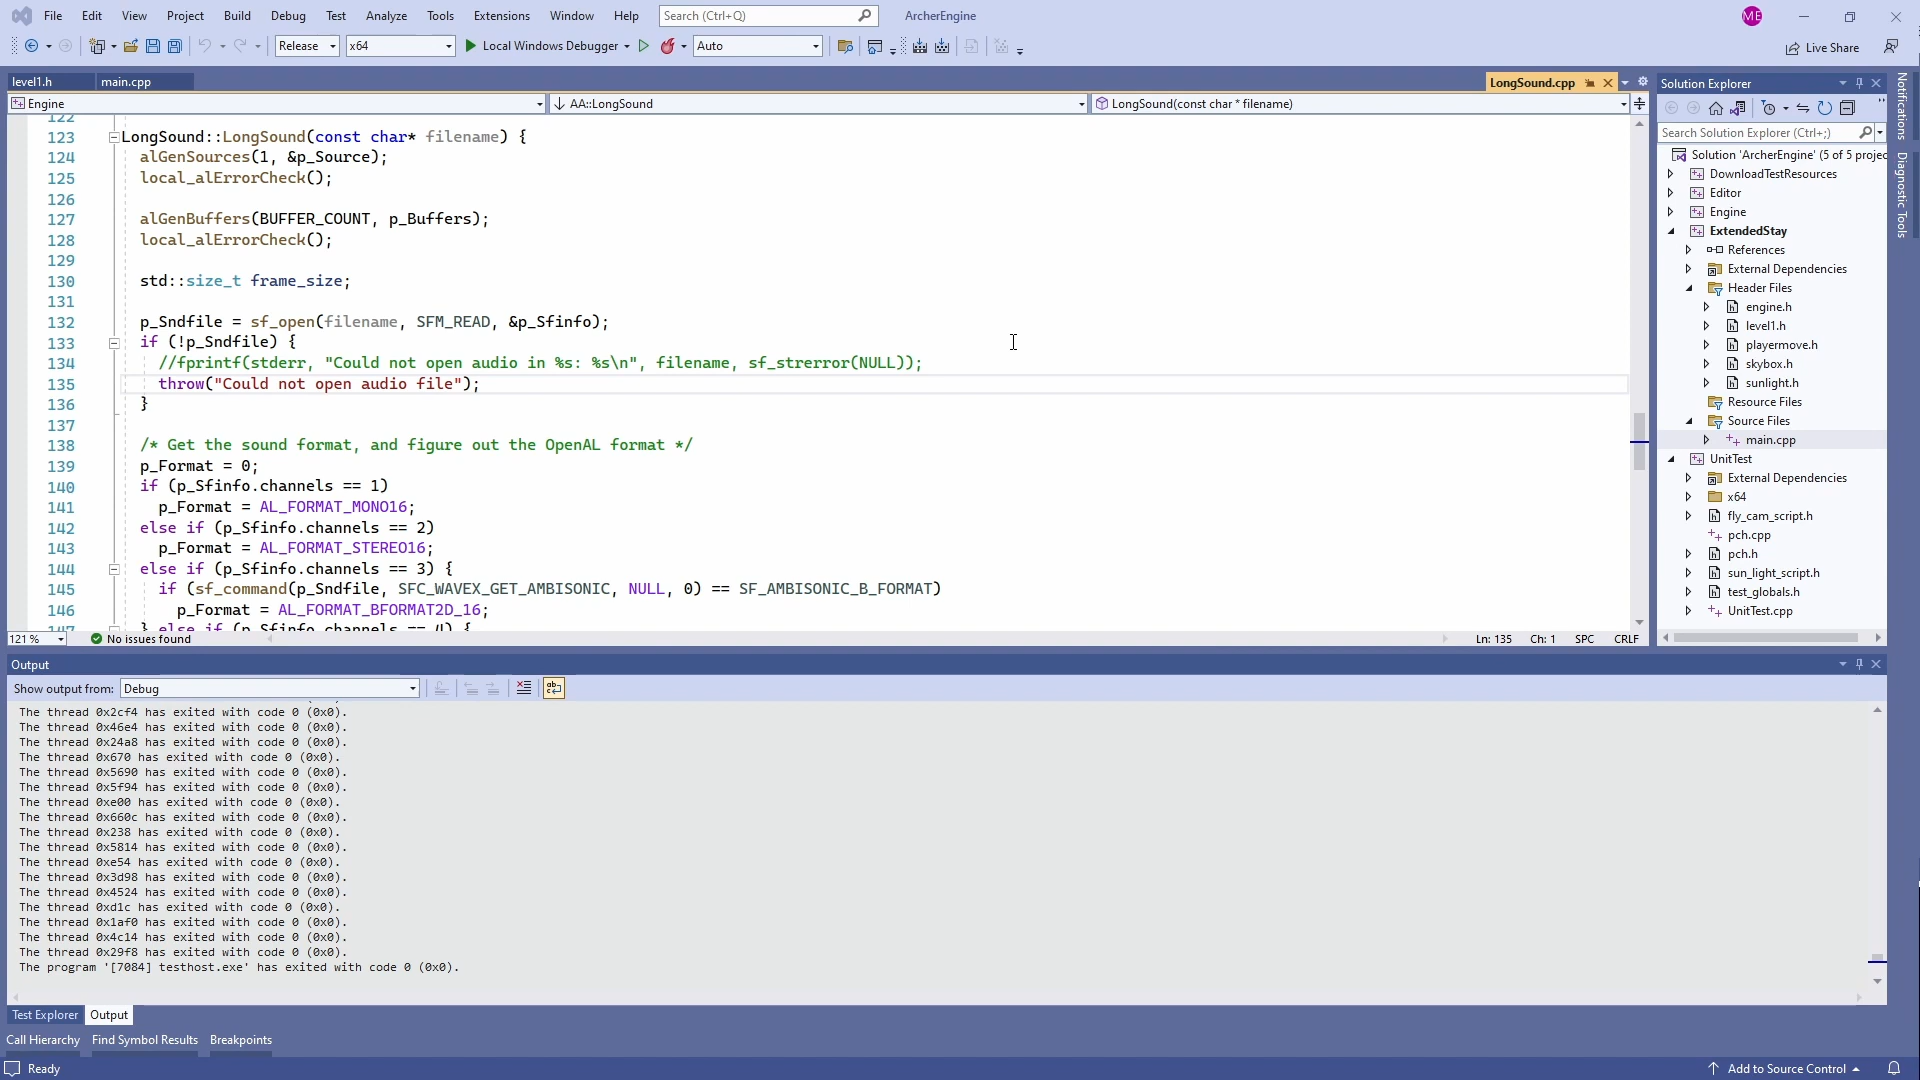 File Edit View Project Build Debug Test Analyze Tools Extensions Window Help Search (Ctrl+Q) ArcherEngine ME
Release x64 Local Windows Debugger Auto Live Share
level1.h main.cpp LongSound.cpp
Engine AA::LongSound LongSound(const char * filename)
122
123 LongSound::LongSound(const char* filename) {
124 alGenSources(1, &p_Source);
125 local_alErrorCheck();
126
127 alGenBuffers(BUFFER_COUNT, p_Buffers);
128 local_alErrorCheck();
129
130 std::size_t frame_size;
131
132 p_Sndfile = sf_open(filename, SFM_READ, &p_Sfinfo);
133 if (!p_Sndfile) {
134 //fprintf(stderr, "Could not open audio in %s: %s\n", filename, sf_strerror(NULL));
135 throw("Could not open audio file");
136 }
137
138 /* Get the sound format, and figure out the OpenAL format */
139 p_Format = 0;
140 if (p_Sfinfo.channels == 1)
141 p_Format = AL_FORMAT_MONO16;
142 else if (p_Sfinfo.channels == 2)
143 p_Format = AL_FORMAT_STEREO16;
144 else if (p_Sfinfo.channels == 3) {
145 if (sf_command(p_Sndfile, SFC_WAVEX_GET_AMBISONIC, NULL, 0) == SF_AMBISONIC_B_FORMAT)
146 p_Format = AL_FORMAT_BFORMAT2D_16;
147 } else if (p_Sfinfo.channels == 4) {
121 % No issues found Ln: 135 Ch: 1 SPC CRLF
Solution Explorer
Search Solution Explorer (Ctrl+;)
Solution 'ArcherEngine' (5 of 5 projec
DownloadTestResources
Editor
Engine
ExtendedStay
References
External Dependencies
Header Files
engine.h
level1.h
playermove.h
skybox.h
sunlight.h
Resource Files
Source Files
main.cpp
UnitTest
External Dependencies
x64
fly_cam_script.h
pch.cpp
pch.h
sun_light_script.h
test_globals.h
UnitTest.cpp
Notifications
Diagnostic Tools
Output
Show output from: Debug
The thread 0x2cf4 has exited with code 0 (0x0).
The thread 0x46e4 has exited with code 0 (0x0).
The thread 0x24a8 has exited with code 0 (0x0).
The thread 0x670 has exited with code 0 (0x0).
The thread 0x5690 has exited with code 0 (0x0).
The thread 0x5f94 has exited with code 0 (0x0).
The thread 0xe00 has exited with code 0 (0x0).
The thread 0x660c has exited with code 0 (0x0).
The thread 0x238 has exited with code 0 (0x0).
The thread 0x5814 has exited with code 0 (0x0).
The thread 0xe54 has exited with code 0 (0x0).
The thread 0x3d98 has exited with code 0 (0x0).
The thread 0x4524 has exited with code 0 (0x0).
The thread 0xd1c has exited with code 0 (0x0).
The thread 0x1af0 has exited with code 0 (0x0).
The thread 0x4c14 has exited with code 0 (0x0).
The thread 0x29f8 has exited with code 0 (0x0).
The program '[7084] testhost.exe' has exited with code 0 (0x0).
Test Explorer Output
Call Hierarchy Find Symbol Results Breakpoints
Ready Add to Source Control